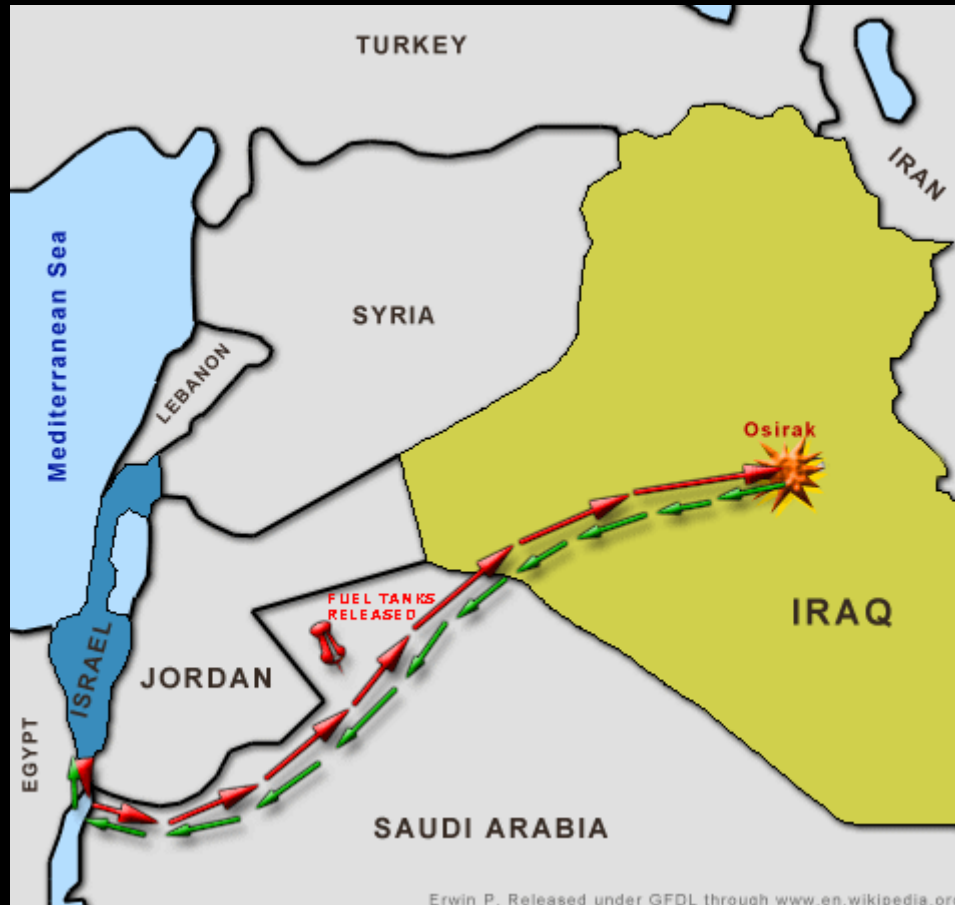 TURKEY
IRAN
Mediterranean Sea
SYRIA
LEBANON
Osirak
FUEL TANKS
RELEASED
IRAQ
ISRAEL
JORDAN
EGYPT
SAUDI ARABIA
Erwin P. Released under GFDL through www.en.wikipedia.org